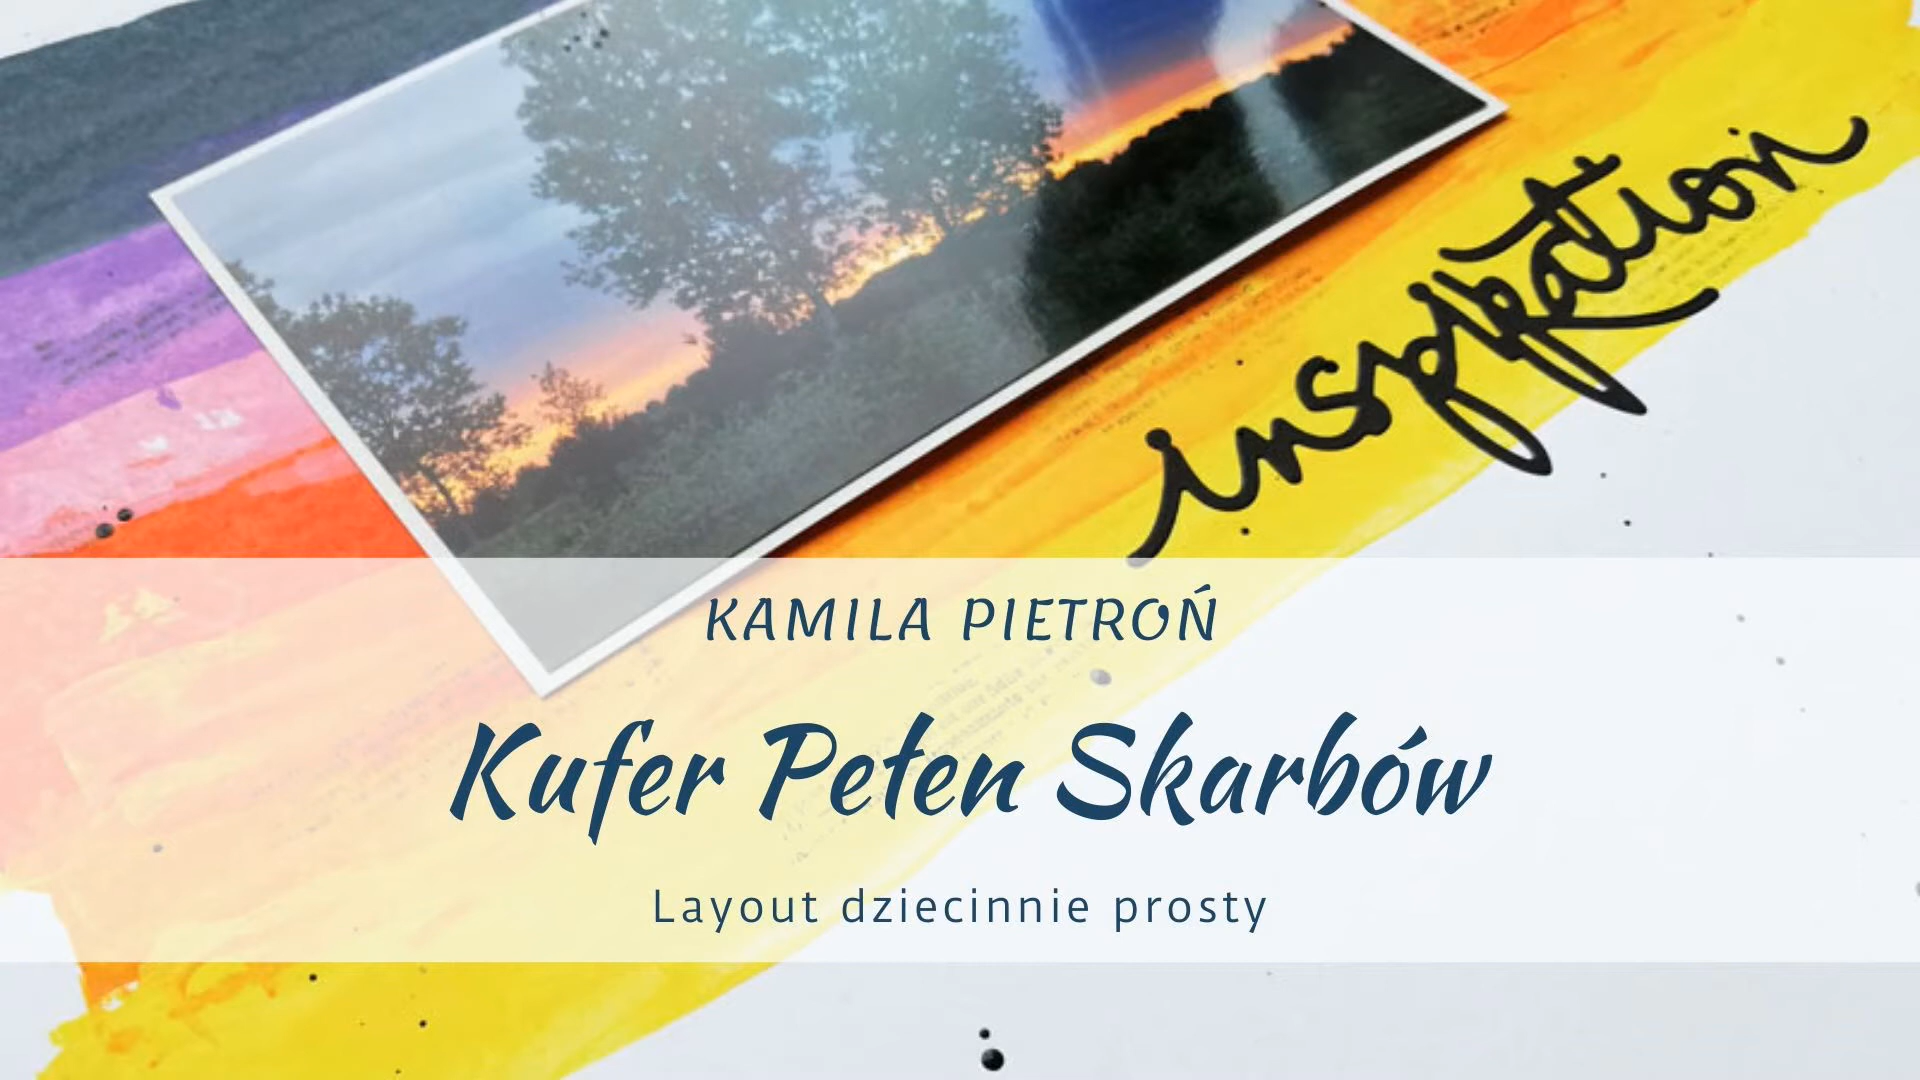 inspiration
KAMILA PIETROŃ
Kufer Pełen Skarbów
Layout dziecinnie prosty